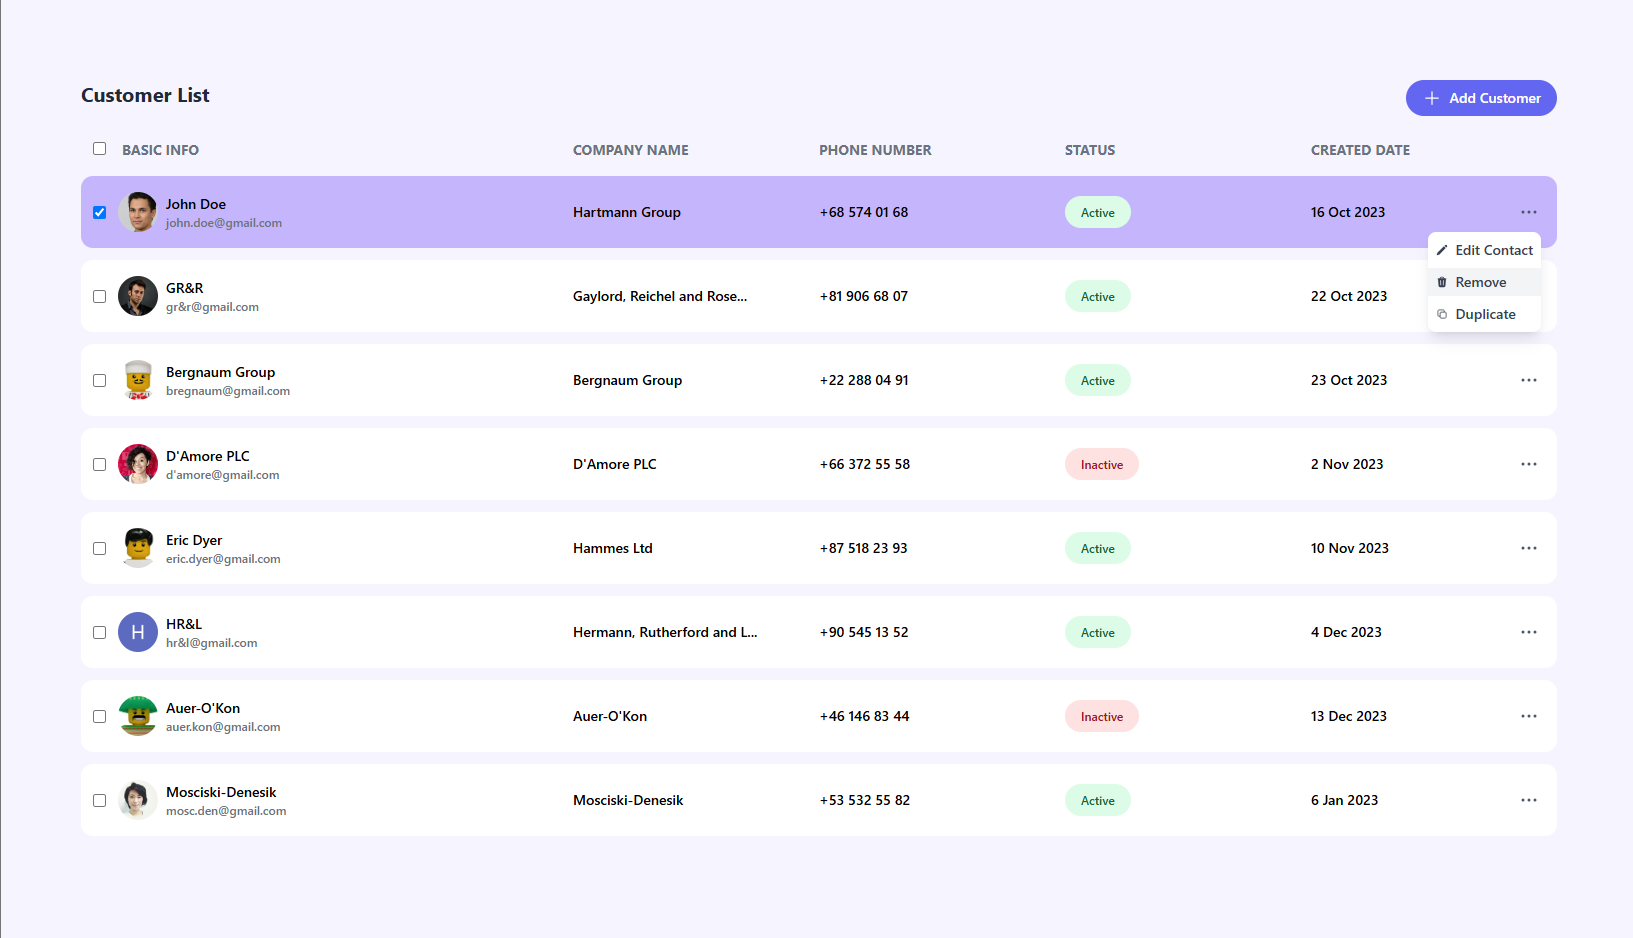 Customer List
Add Customer
BASIC INFO COMPANY NAME PHONE NUMBER STATUS CREATED DATE
John Doe
john.doe@gmail.com
Hartmann Group +68 574 01 68 Active 16 Oct 2023
Edit Contact
Remove
Duplicate
GR&R
gr&r@gmail.com
Gaylord, Reichel and Rose... +81 906 68 07 Active 22 Oct 2023
Bergnaum Group
bregnaum@gmail.com
Bergnaum Group +22 288 04 91 Active 23 Oct 2023
D'Amore PLC
d'amore@gmail.com
D'Amore PLC +66 372 55 58 Inactive 2 Nov 2023
Eric Dyer
eric.dyer@gmail.com
Hammes Ltd +87 518 23 93 Active 10 Nov 2023
H
HR&L
hr&l@gmail.com
Hermann, Rutherford and L... +90 545 13 52 Active 4 Dec 2023
Auer-O'Kon
auer.kon@gmail.com
Auer-O'Kon +46 146 83 44 Inactive 13 Dec 2023
Mosciski-Denesik
mosc.den@gmail.com
Mosciski-Denesik +53 532 55 82 Active 6 Jan 2023